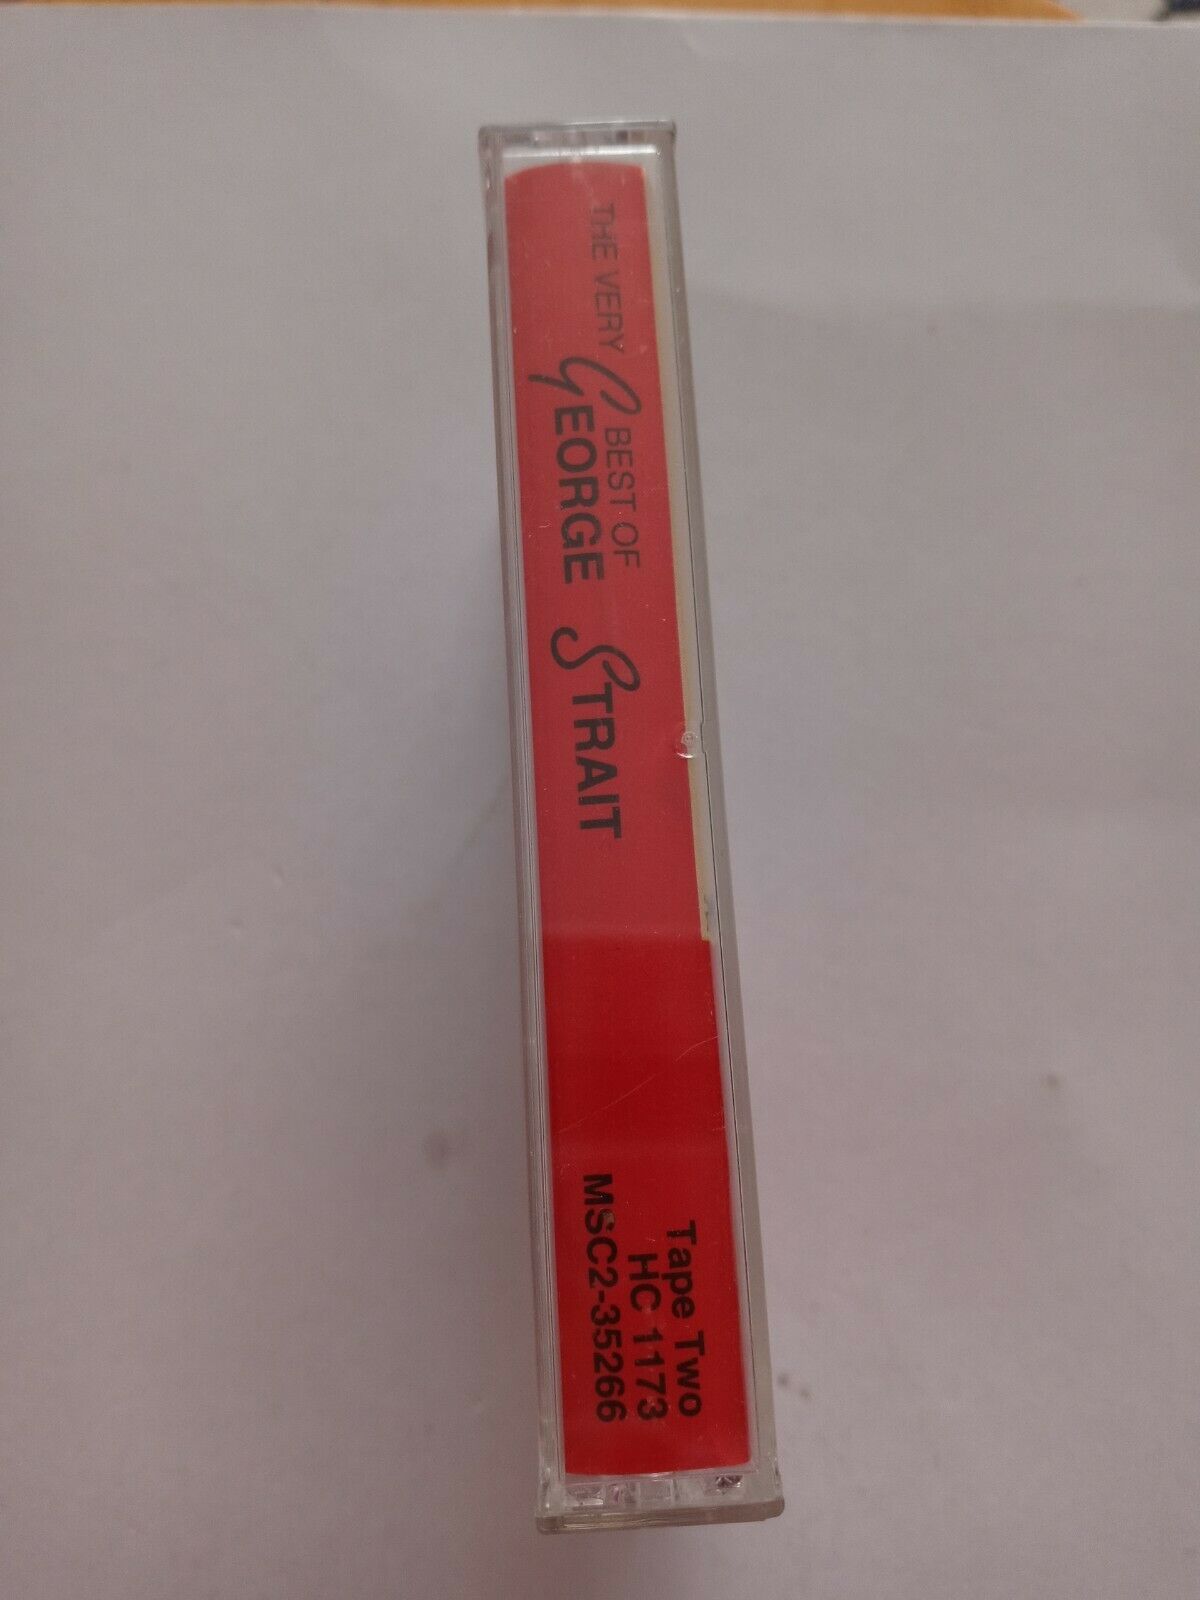 THE VERY BEST OF
GEORGE STRAIT
Tape Two
HC 1173
MSC2-35266